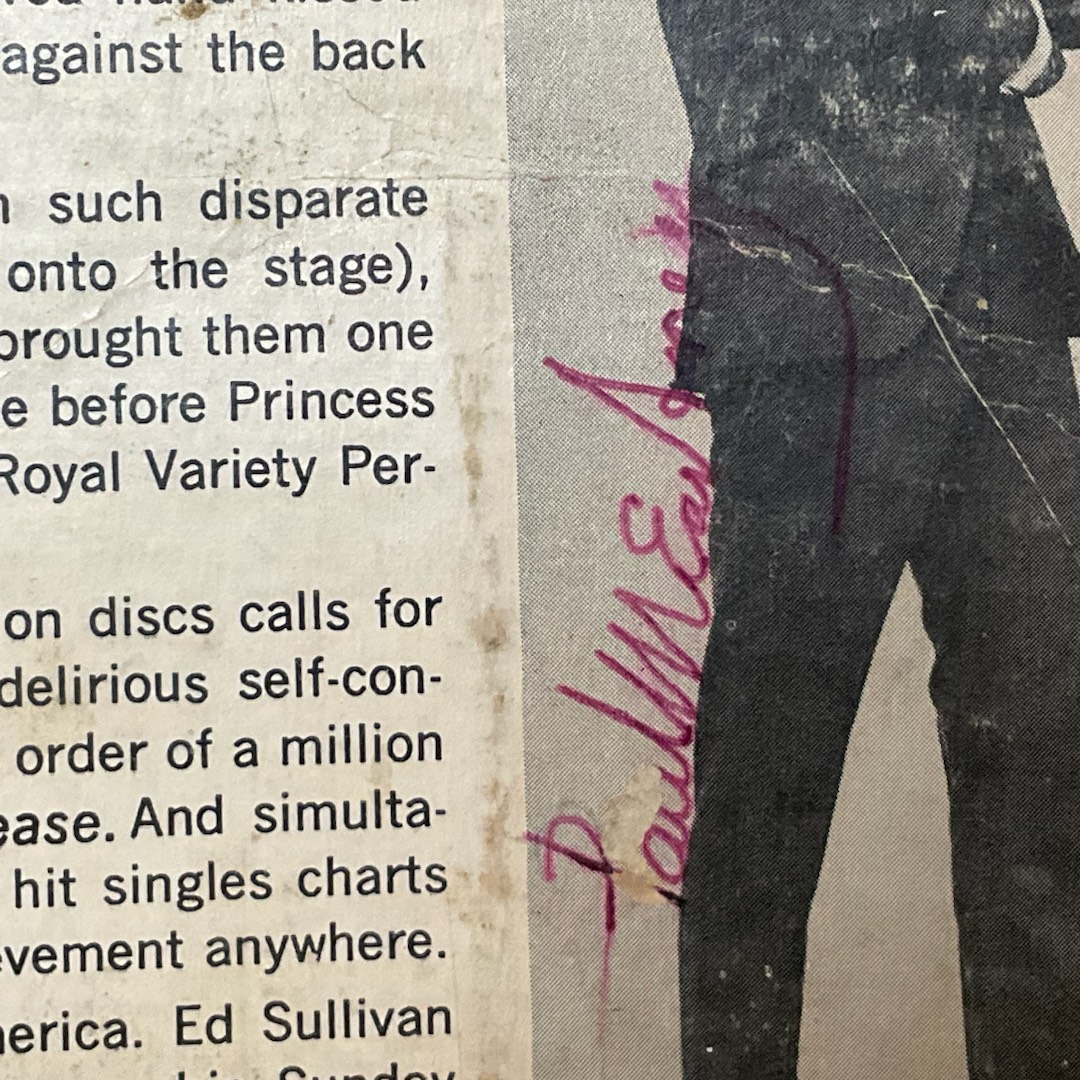 against the back
such disparate
onto the stage),
brought them one
e before Princess
Royal Variety Per-
on discs calls for
delirious self-con-
order of a million
ease. And simulta-
hit singles charts
evement anywhere.
erica. Ed Sullivan
Paul McCartney